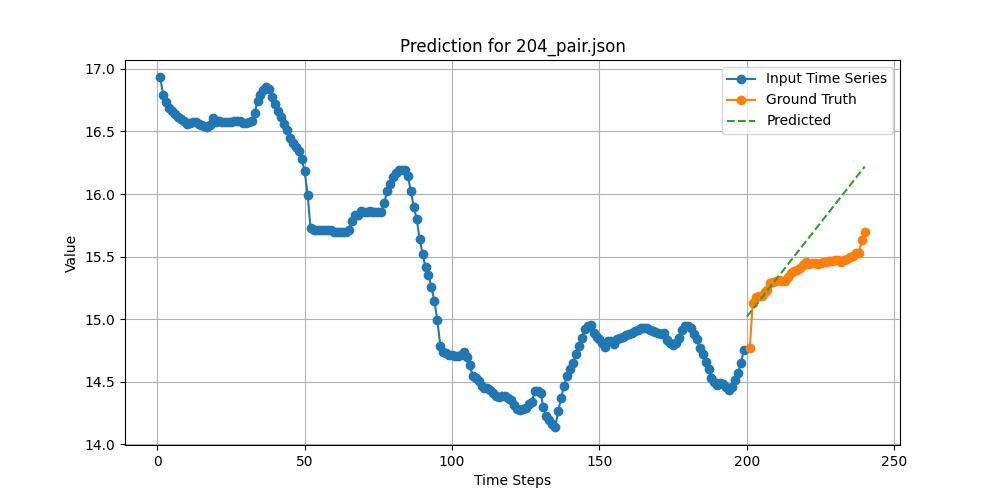 Prediction for 204_pair.json
17.0
16.5
16.0
15.5
15.0
14.5
14.0
Value
0
50
100
150
200
250
Time Steps
Input Time Series
Ground Truth
Predicted